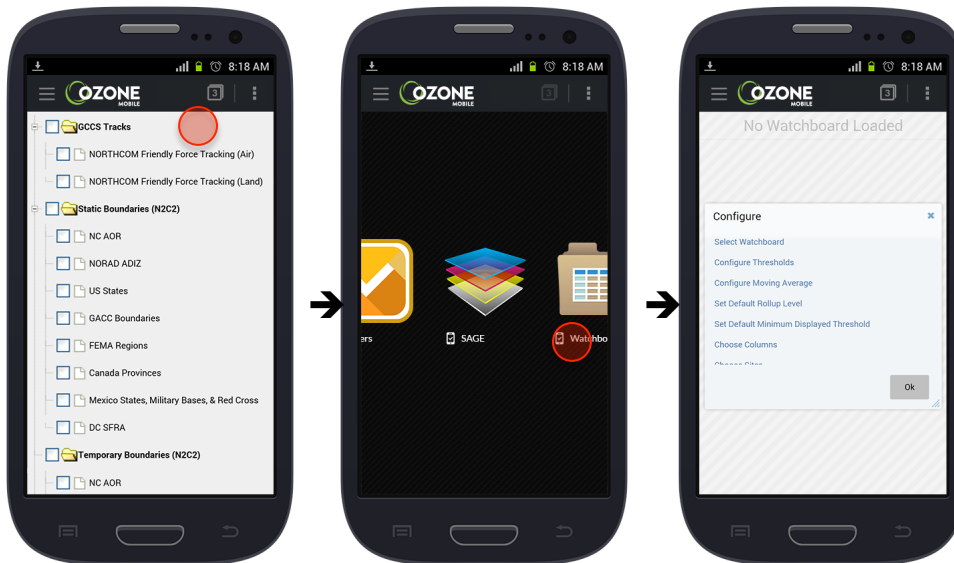 8:18 AM
OZONE
MOBILE
3
GCCS Tracks
NORTHCOM Friendly Force Tracking (Air)
NORTHCOM Friendly Force Tracking (Land)
Static Boundaries (N2C2)
NC AOR
NORAD ADIZ
US States
GACC Boundaries
FEMA Regions
Canada Provinces
Mexico States, Military Bases, & Red Cross
DC SFRA
Temporary Boundaries (N2C2)
NC AOR
8:18 AM
OZONE
MOBILE
3
ers
SAGE
Watchbo
8:18 AM
OZONE
MOBILE
3
No Watchboard Loaded
Configure
Select Watchboard
Configure Thresholds
Configure Moving Average
Set Default Rollup Level
Set Default Minimum Displayed Threshold
Choose Columns
Choose Sites
Ok